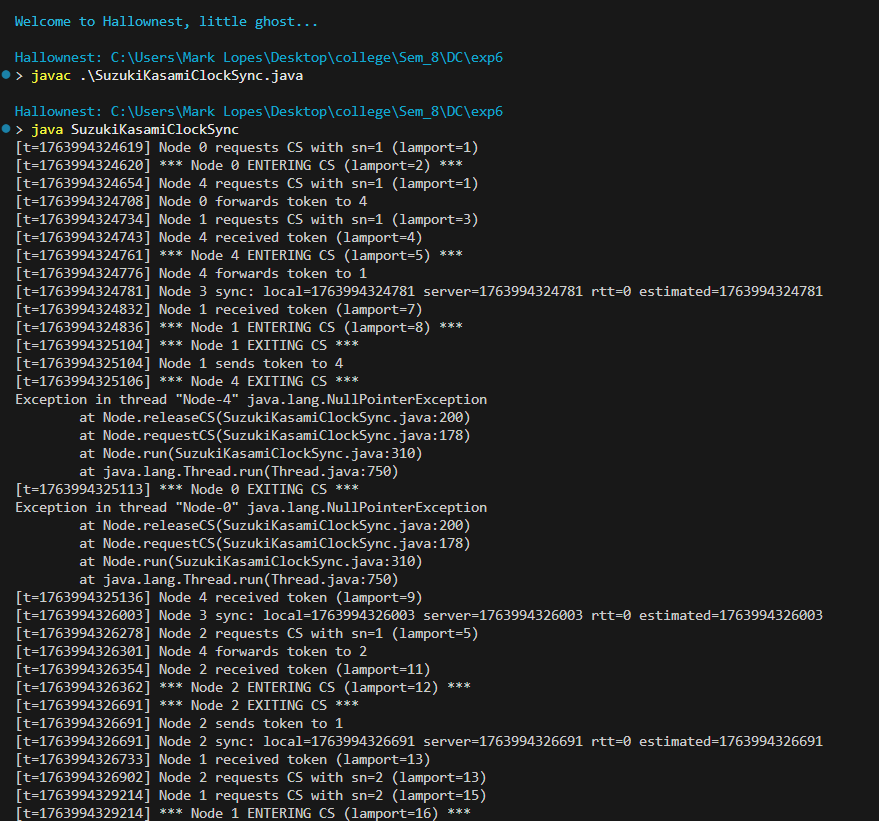 Welcome to Hallownest, little ghost...
Hallownest: C:\Users\Mark Lopes\Desktop\college\Sem_8\DC\exp6
> javac .\SuzukiKasamiClockSync.java
Hallownest: C:\Users\Mark Lopes\Desktop\college\Sem_8\DC\exp6
> java SuzukiKasamiClockSync
[t=1763994324619] Node 0 requests CS with sn=1 (lamport=1)
[t=1763994324620] *** Node 0 ENTERING CS (lamport=2) ***
[t=1763994324654] Node 4 requests CS with sn=1 (lamport=1)
[t=1763994324708] Node 0 forwards token to 4
[t=1763994324734] Node 1 requests CS with sn=1 (lamport=3)
[t=1763994324743] Node 4 received token (lamport=4)
[t=1763994324761] *** Node 4 ENTERING CS (lamport=5) ***
[t=1763994324776] Node 4 forwards token to 1
[t=1763994324781] Node 3 sync: local=1763994324781 server=1763994324781 rtt=0 estimated=1763994324781
[t=1763994324832] Node 1 received token (lamport=7)
[t=1763994324836] *** Node 1 ENTERING CS (lamport=8) ***
[t=1763994325104] *** Node 1 EXITING CS ***
[t=1763994325104] Node 1 sends token to 4
[t=1763994325106] *** Node 4 EXITING CS ***
Exception in thread "Node-4" java.lang.NullPointerException
        at Node.releaseCS(SuzukiKasamiClockSync.java:200)
        at Node.requestCS(SuzukiKasamiClockSync.java:178)
        at Node.run(SuzukiKasamiClockSync.java:310)
        at java.lang.Thread.run(Thread.java:750)
[t=1763994325113] *** Node 0 EXITING CS ***
Exception in thread "Node-0" java.lang.NullPointerException
        at Node.releaseCS(SuzukiKasamiClockSync.java:200)
        at Node.requestCS(SuzukiKasamiClockSync.java:178)
        at Node.run(SuzukiKasamiClockSync.java:310)
        at java.lang.Thread.run(Thread.java:750)
[t=1763994325136] Node 4 received token (lamport=9)
[t=1763994326003] Node 3 sync: local=1763994326003 server=1763994326003 rtt=0 estimated=1763994326003
[t=1763994326278] Node 2 requests CS with sn=1 (lamport=5)
[t=1763994326301] Node 4 forwards token to 2
[t=1763994326354] Node 2 received token (lamport=11)
[t=1763994326362] *** Node 2 ENTERING CS (lamport=12) ***
[t=1763994326691] *** Node 2 EXITING CS ***
[t=1763994326691] Node 2 sends token to 1
[t=1763994326691] Node 2 sync: local=1763994326691 server=1763994326691 rtt=0 estimated=1763994326691
[t=1763994326733] Node 1 received token (lamport=13)
[t=1763994326902] Node 2 requests CS with sn=2 (lamport=13)
[t=1763994329214] Node 1 requests CS with sn=2 (lamport=15)
[t=1763994329214] *** Node 1 ENTERING CS (lamport=16) ***